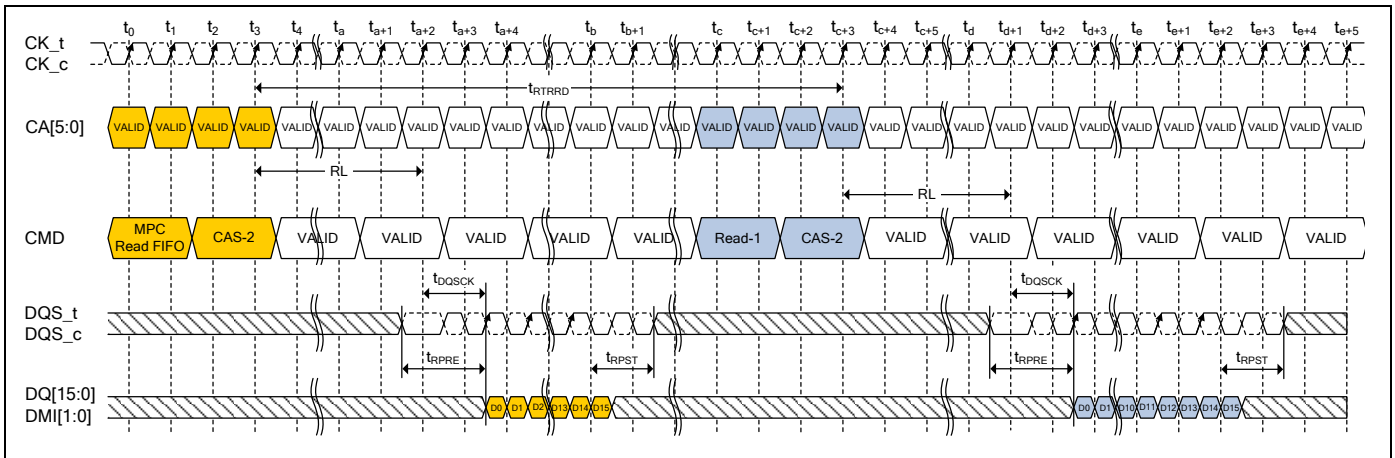 t0 t1 t2 t3 t4 ta ta+1 ta+2 ta+3 ta+4 tb tb+1 tc tc+1 tc+2 tc+3 tc+4 tc+5 td td+1 td+2 td+3 te te+1 te+2 te+3 te+4 te+5
CK_t
CK_c
tRTRRD
CA[5:0] VALID VALID VALID VALID VALID VALID VALID VALID VALID VALID VALID VALID VALID VALID VALID VALID VALID VALID VALID VALID VALID VALID VALID VALID VALID VALID VALID VALID VALID VALID
RL RL
CMD MPC Read FIFO CAS-2 VALID VALID VALID VALID VALID Read-1 CAS-2 VALID VALID VALID VALID VALID VALID
tDQSCK tDQSCK
DQS_t
DQS_c
tRPRE tRPST tRPRE tRPST
DQ[15:0]
DMI[1:0] D0 D1 D2 D13 D14 D15 D0 D1 D10 D11 D12 D13 D14 D15